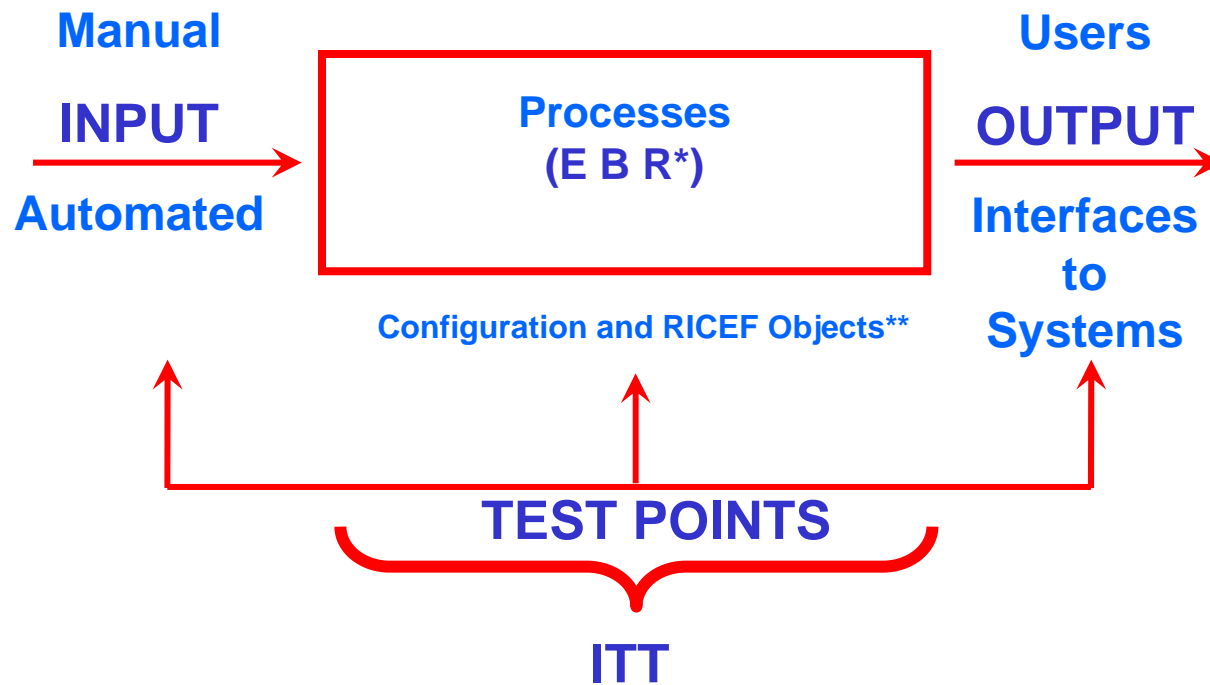 Manual
INPUT
Automated
Processes
(E B R*)
Configuration and RICEF Objects**
Users
OUTPUT
Interfaces
to
Systems
TEST POINTS
ITT